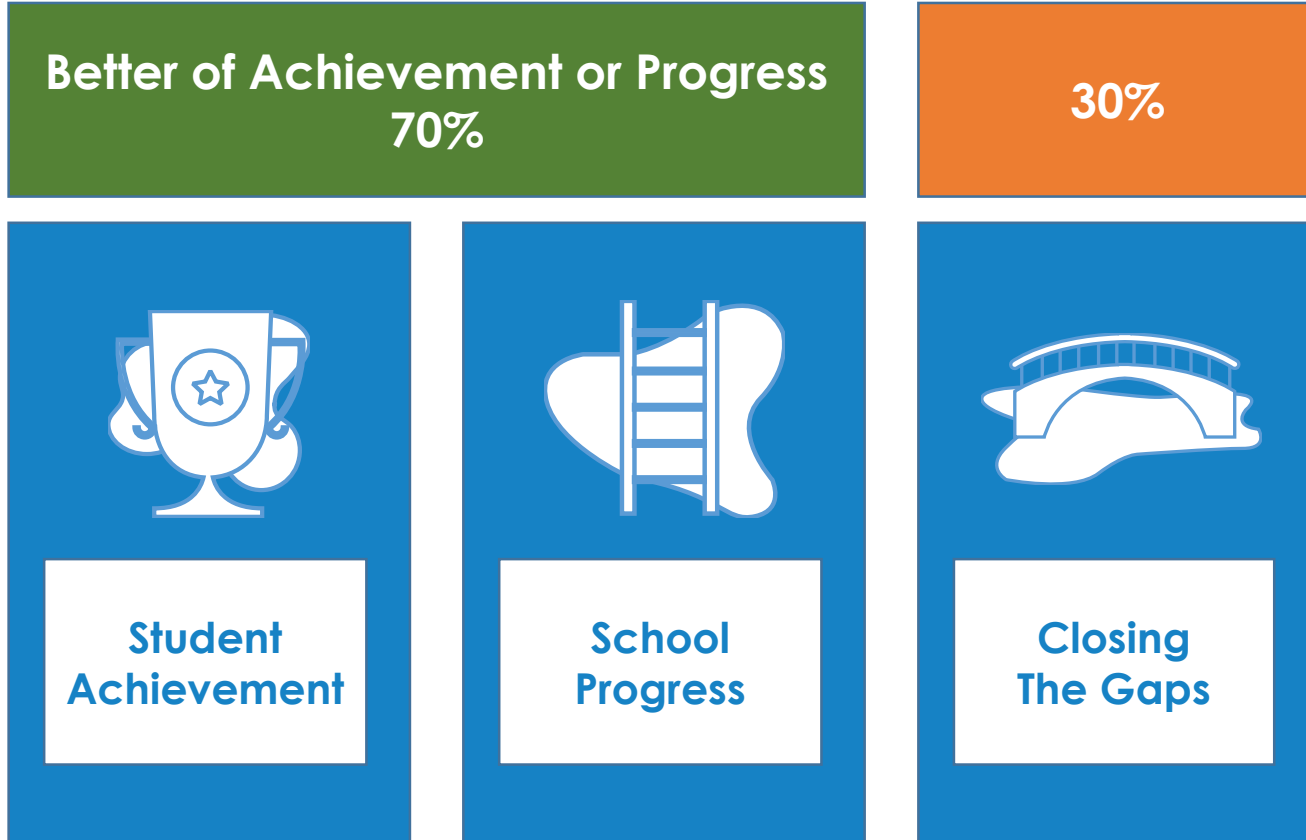 Better of Achievement or Progress
70%
30%
Student
Achievement
School
Progress
Closing
The Gaps